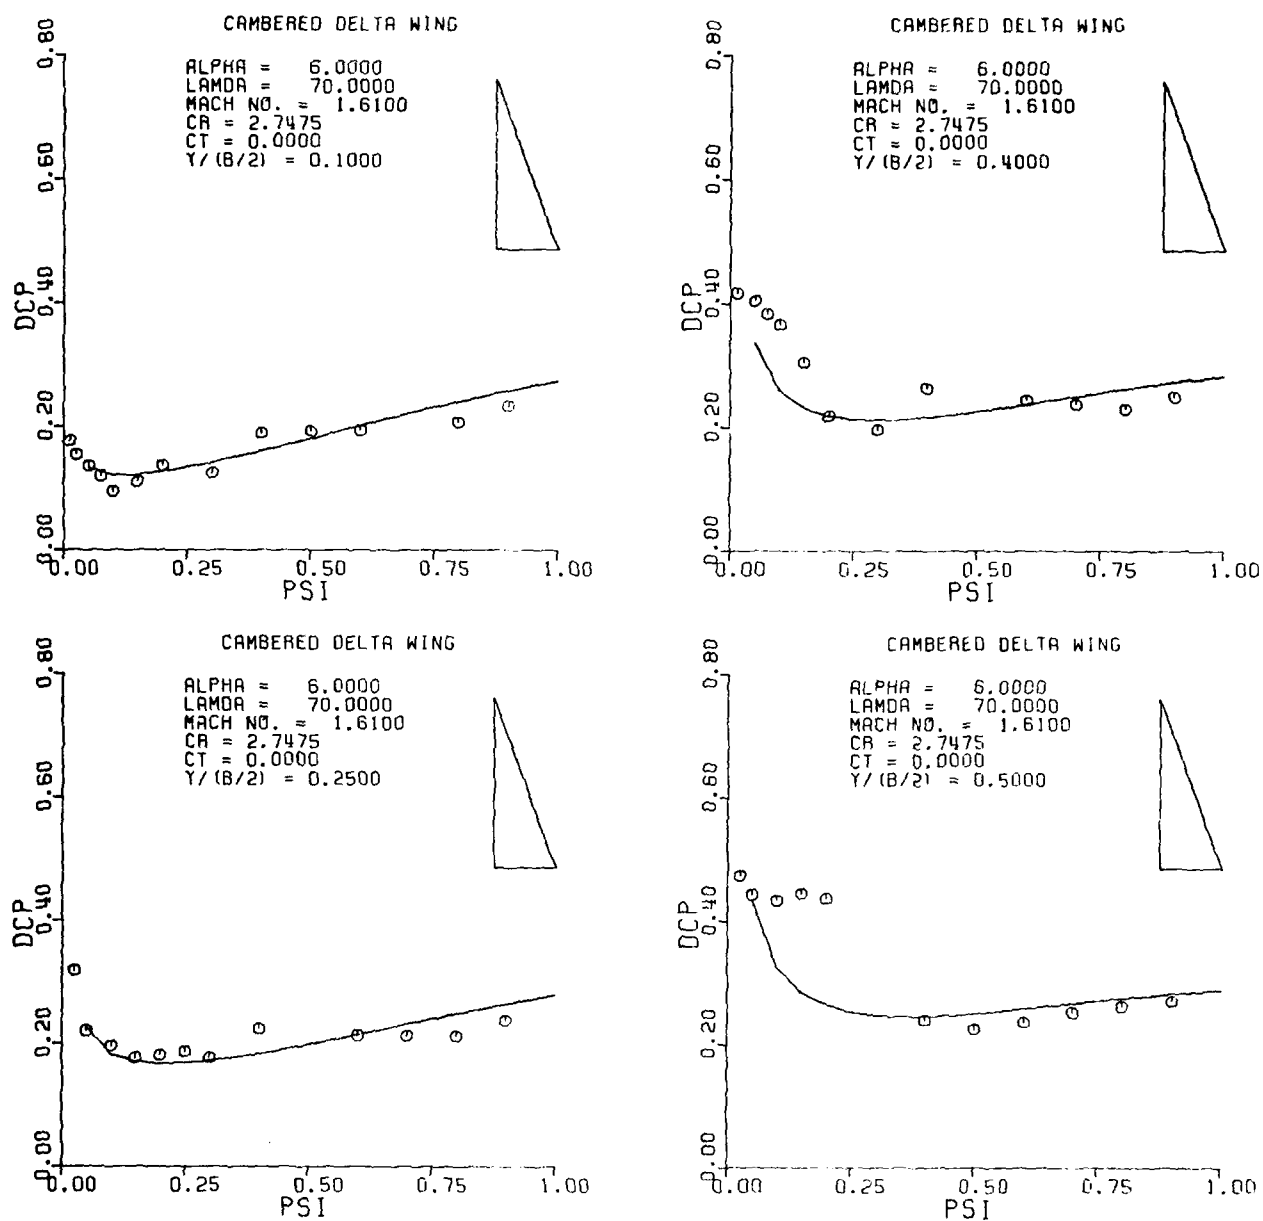 CAMBERED DELTA WING
ALPHA = 6.0000
LAMDA = 70.0000
MACH NO. = 1.6100
CR = 2.7475
CT = 0.0000
Y/(B/2) = 0.1000
DCP
0.80
0.60
0.40
0.20
0.00
0.00 0.25 0.50 0.75 1.00
PSI
CAMBERED DELTA WING
ALPHA = 6.0000
LAMDA = 70.0000
MACH NO. = 1.6100
CR = 2.7475
CT = 0.0000
Y/(B/2) = 0.4000
DCP
0.80
0.60
0.40
0.20
0.00
0.00 0.25 0.50 0.75 1.00
PSI
CAMBERED DELTA WING
ALPHA = 6.0000
LAMDA = 70.0000
MACH NO. = 1.6100
CR = 2.7475
CT = 0.0000
Y/(B/2) = 0.2500
DCP
0.80
0.60
0.40
0.20
0.00
0.00 0.25 0.50 0.75 1.00
PSI
CAMBERED DELTA WING
ALPHA = 6.0000
LAMDA = 70.0000
MACH NO. = 1.6100
CR = 2.7475
CT = 0.0000
Y/(B/2) = 0.5000
DCP
0.80
0.60
0.40
0.20
0.00
0.00 0.25 0.50 0.75 1.00
PSI